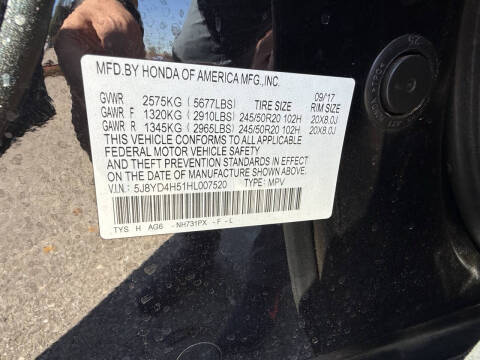 MFD.BY HONDA OF AMERICA MFG.,INC.
GVWR 2575KG (5677LBS) TIRE SIZE 09/17 RIM SIZE
GAWR F 1320KG (2910LBS) 245/50R20 102H 20X8.0J
GAWR R 1345KG (2965LBS) 245/50R20 102H 20X8.0J
THIS VEHICLE CONFORMS TO ALL APPLICABLE
FEDERAL MOTOR VEHICLE SAFETY
AND THEFT PREVENTION STANDARDS IN EFFECT
ON THE DATE OF MANUFACTURE SHOWN ABOVE.
V.I.N.: 5J8YD4H51HL007520 TYPE: MPV
TYS H AG6 -NH731PX -F -L